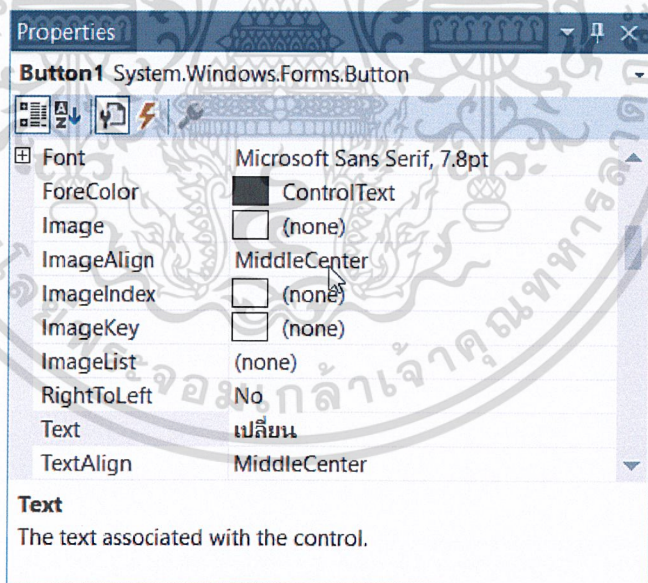 Properties
Button1 System.Windows.Forms.Button
Font Microsoft Sans Serif, 7.8pt
ForeColor ControlText
Image (none)
ImageAlign MiddleCenter
ImageIndex (none)
ImageKey (none)
ImageList (none)
RightToLeft No
Text เปลี่ยน
TextAlign MiddleCenter
Text
The text associated with the control.